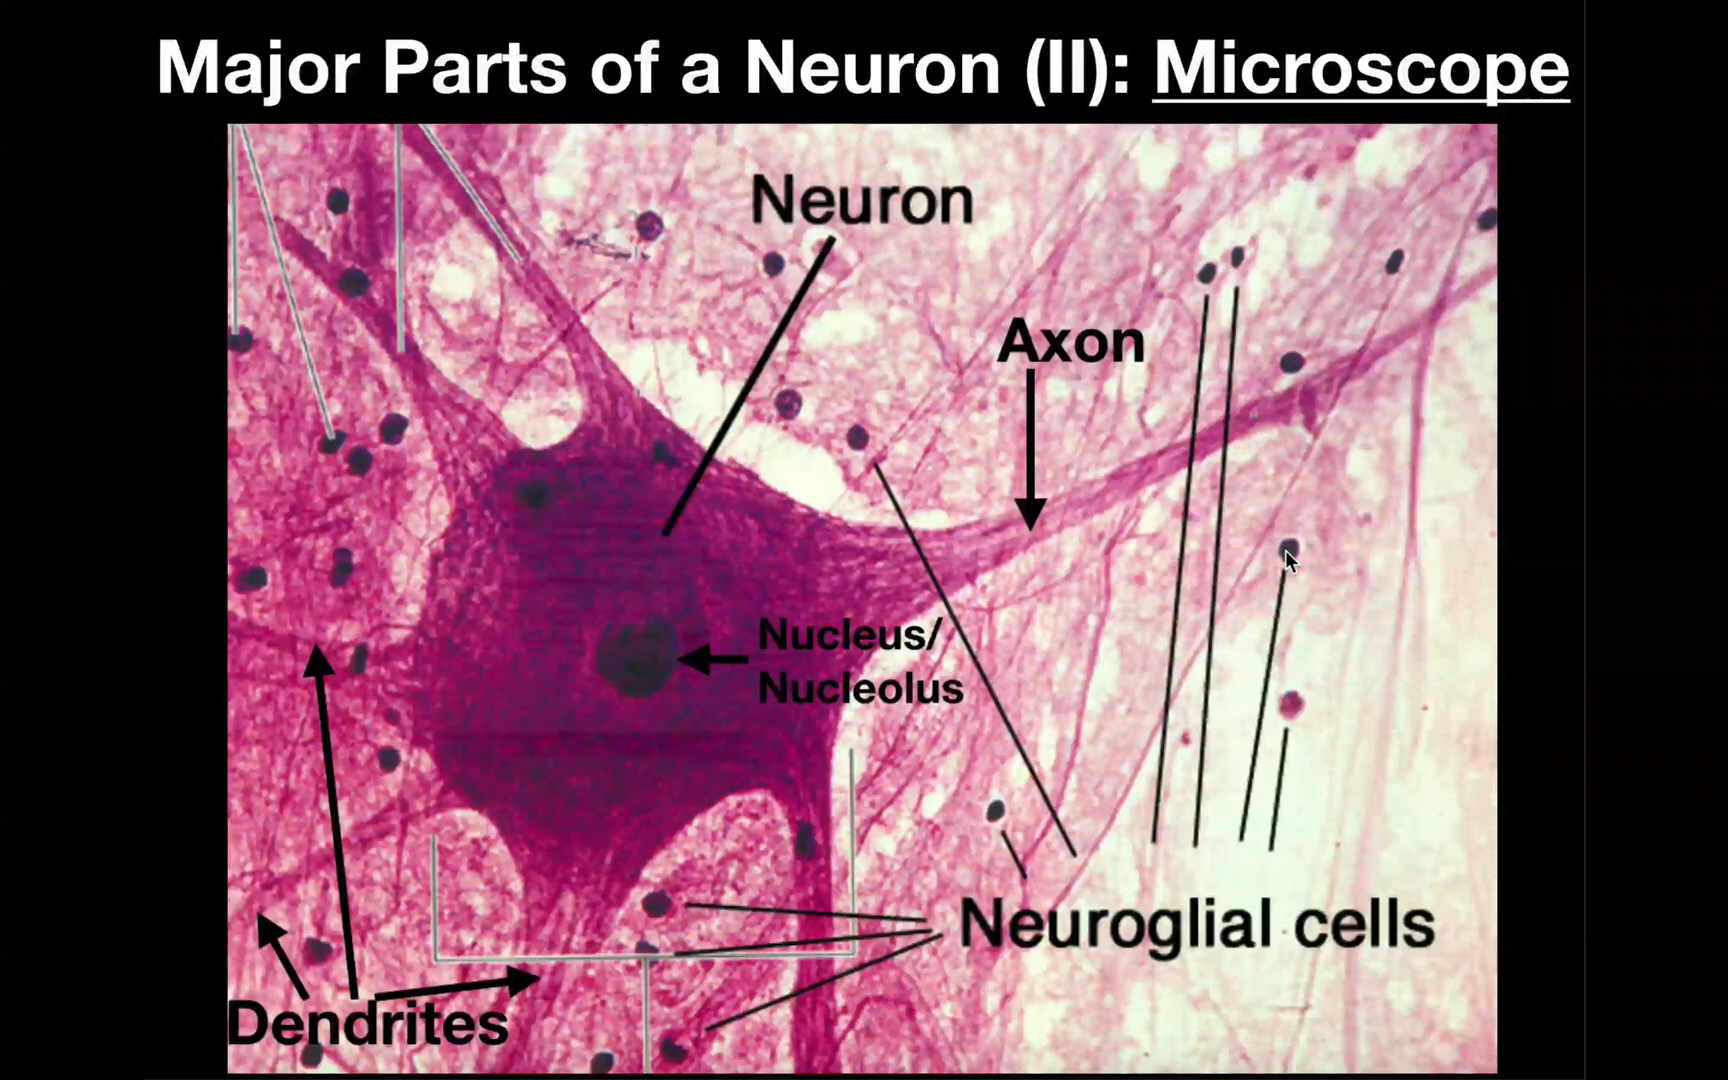 Major Parts of a Neuron (II): Microscope
Neuron
Axon
Nucleus/
Nucleolus
Neuroglial cells
Dendrites